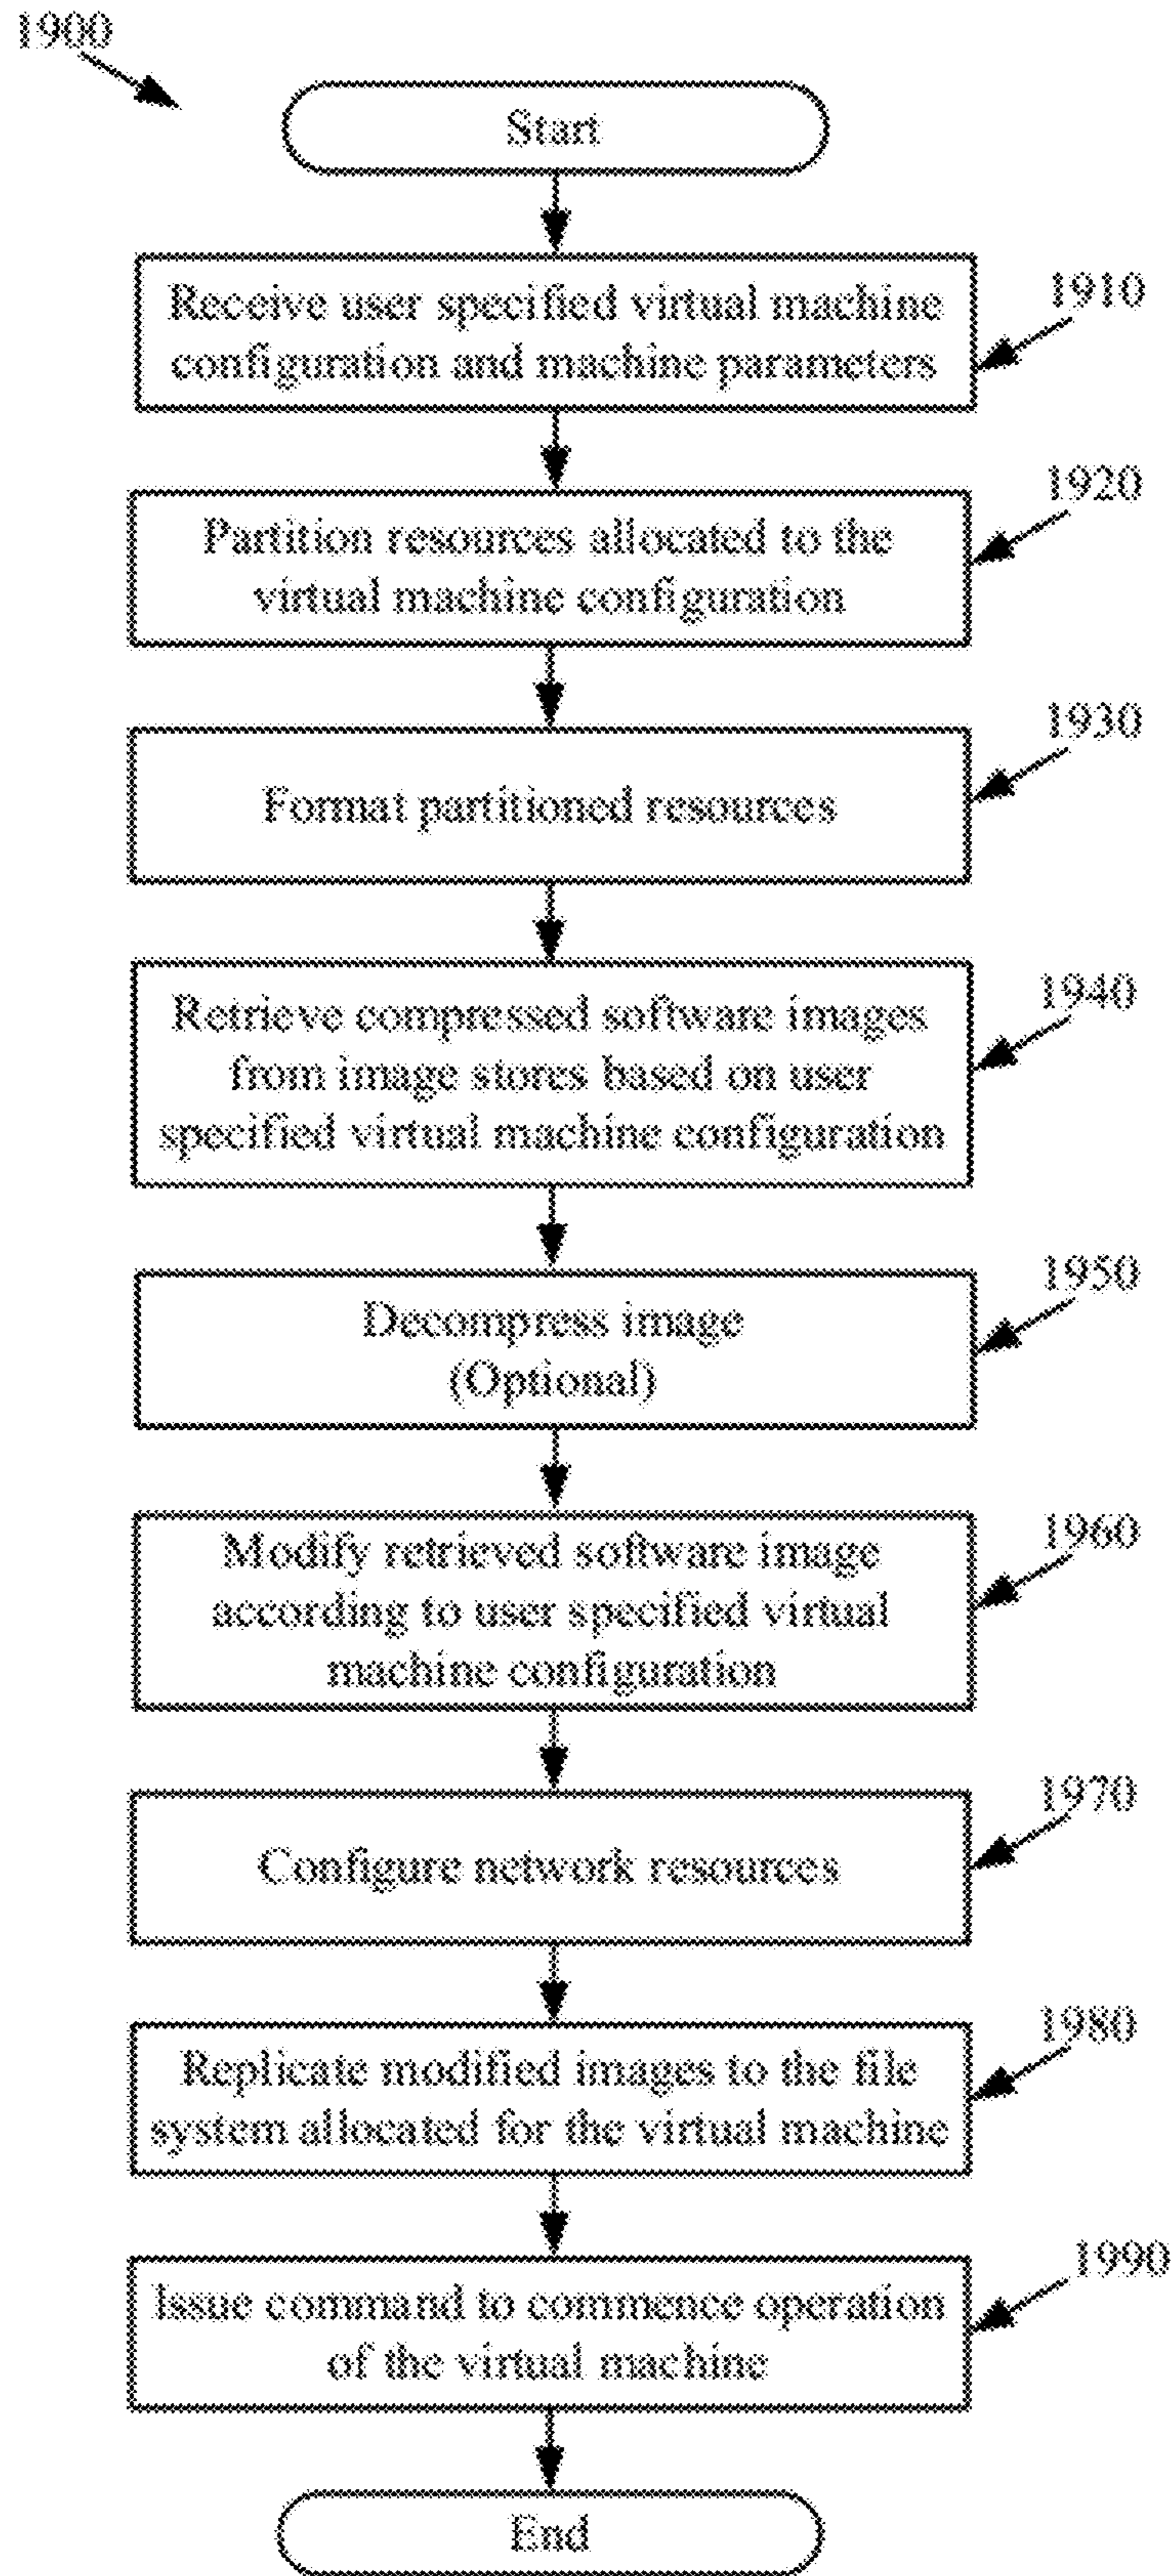 1900
Start
Receive user specified virtual machine
configuration and machine parameters
1910
Partition resources allocated to the
virtual machine configuration
1920
Format partitioned resources
1930
Retrieve compressed software images
from image stores based on user
specified virtual machine configuration
1940
Decompress image
(Optional)
1950
Modify retrieved software image
according to user specified virtual
machine configuration
1960
Configure network resources
1970
Replicate modified images to the file
system allocated for the virtual machine
1980
Issue command to commence operation
of the virtual machine
1990
End